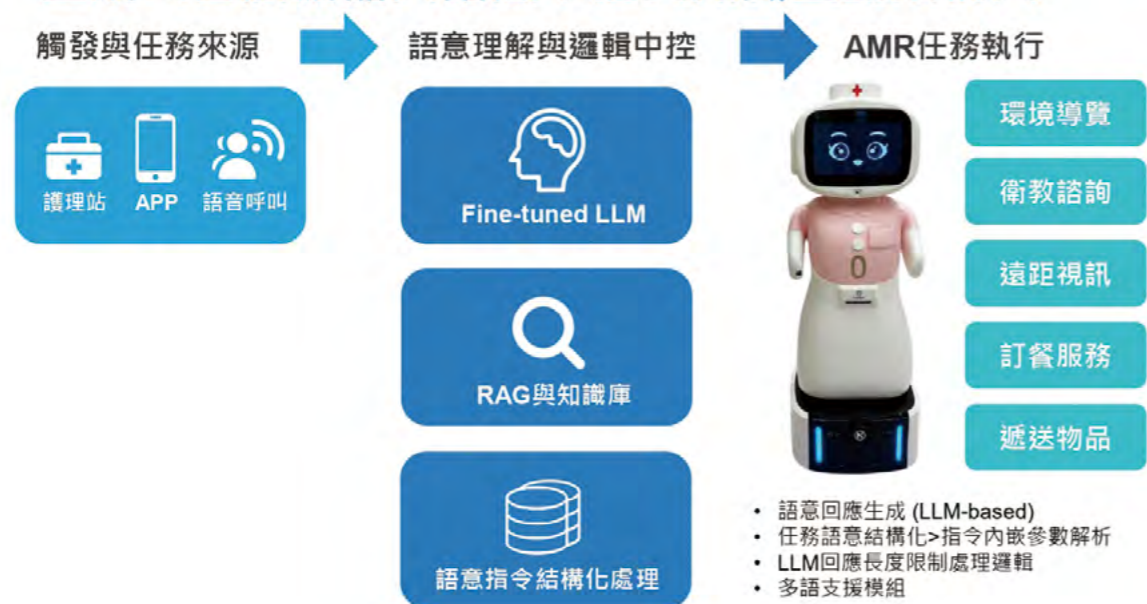 觸發與任務來源
語意理解與邏輯中控
AMR任務執行
護理站
APP
語音呼叫
Fine-tuned LLM
RAG與知識庫
語意指令結構化處理
環境導覽
衛教諮詢
遠距視訊
訂餐服務
遞送物品
• 語意回應生成 (LLM-based)
• 任務語意結構化>指令內嵌參數解析
• LLM回應長度限制處理邏輯
• 多語支援模組